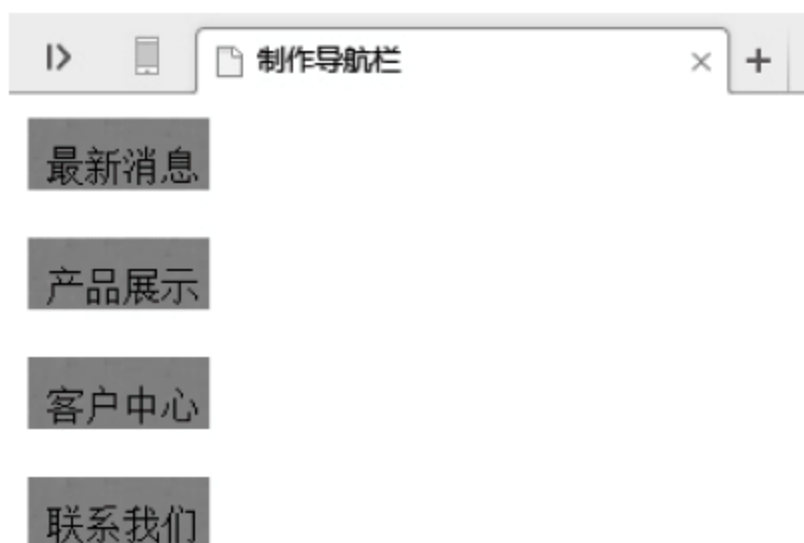 制作导航栏
最新消息
产品展示
客户中心
联系我们